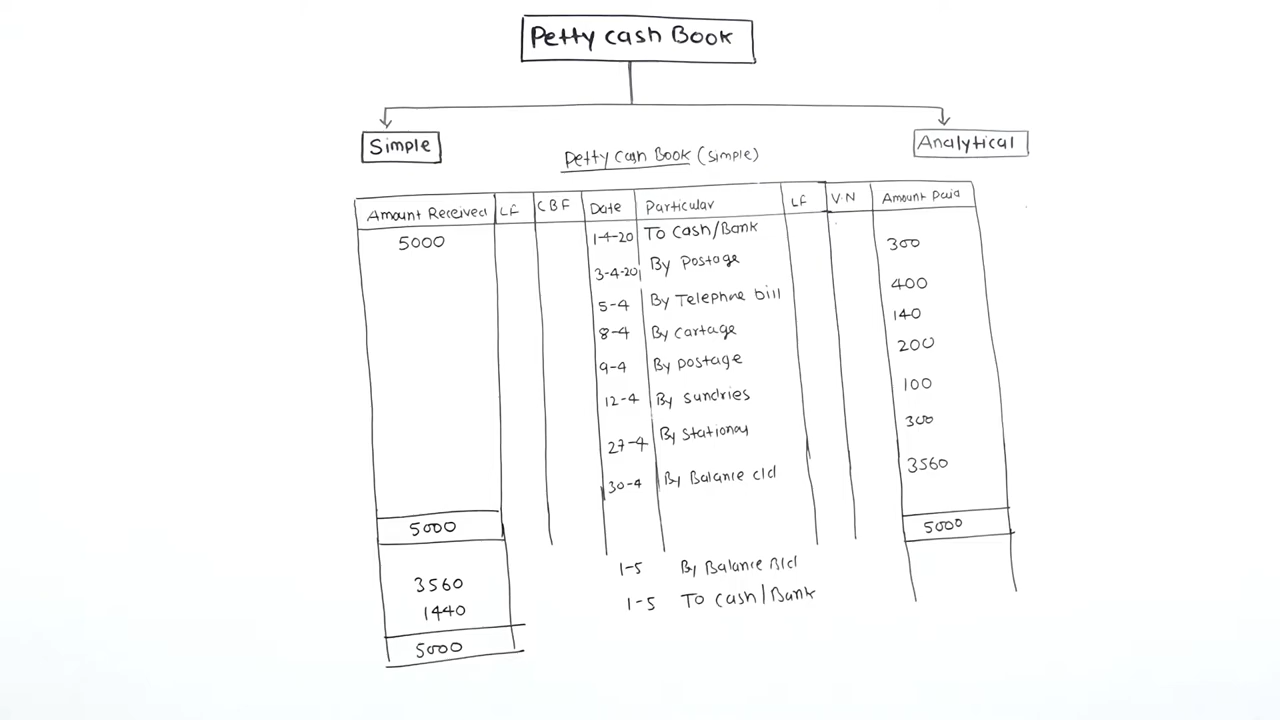 Petty cash Book
Simple
Analytical
Petty cash Book (simple)
Amount Received LF CBF Date Particular LF V.N Amount Paid
5000 1-4-20 To cash/Bank
3-4-20 By Postage 300
5-4 By Telephne bill 400
8-4 By cartage 140
9-4 By postage 200
12-4 By sundries 100
27-4 By stationay 300
30-4 By Balance c/d 3560
5000 5000
3560 1-5 By Balance B/d
1440 1-5 To cash/Bank
5000